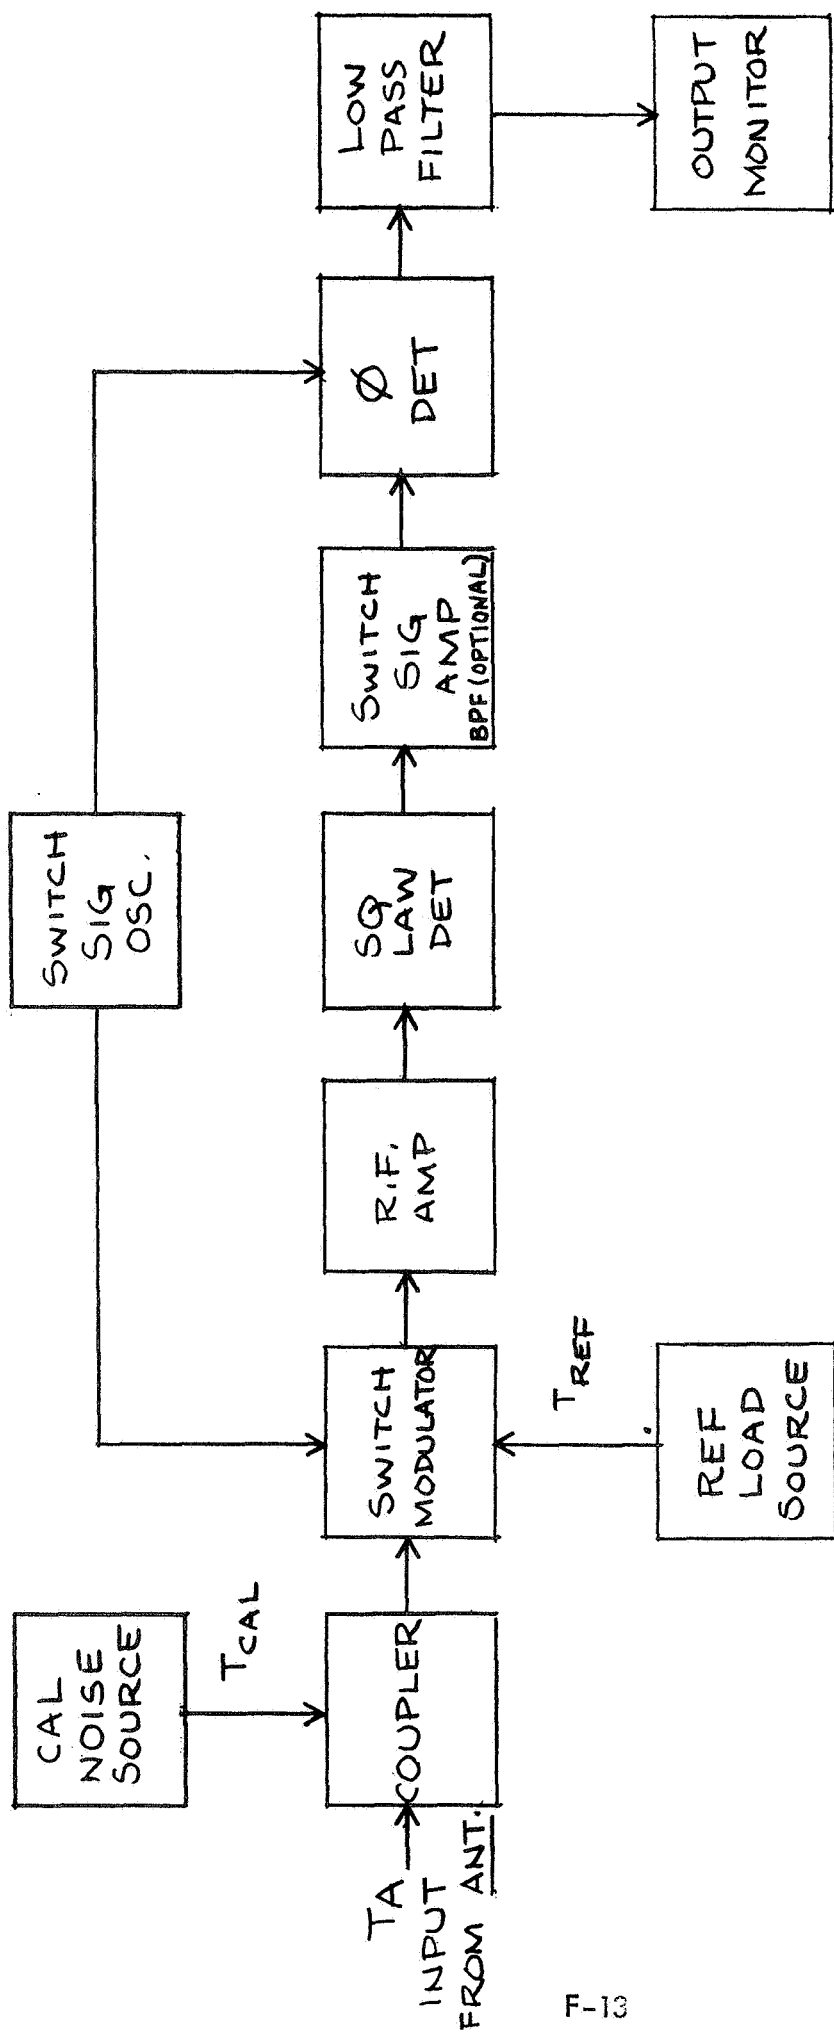 TA
INPUT
FROM ANT.
COUPLER
CAL
NOISE
SOURCE
TCAL
SWITCH
MODULATOR
REF
LOAD
SOURCE
TREF
R.F.
AMP
SQ
LAW
DET
SWITCH
SIG
OSC.
SWITCH
SIG
AMP
BPF (OPTIONAL)
Ø
DET
LOW
PASS
FILTER
OUTPUT
MONITOR
F-13